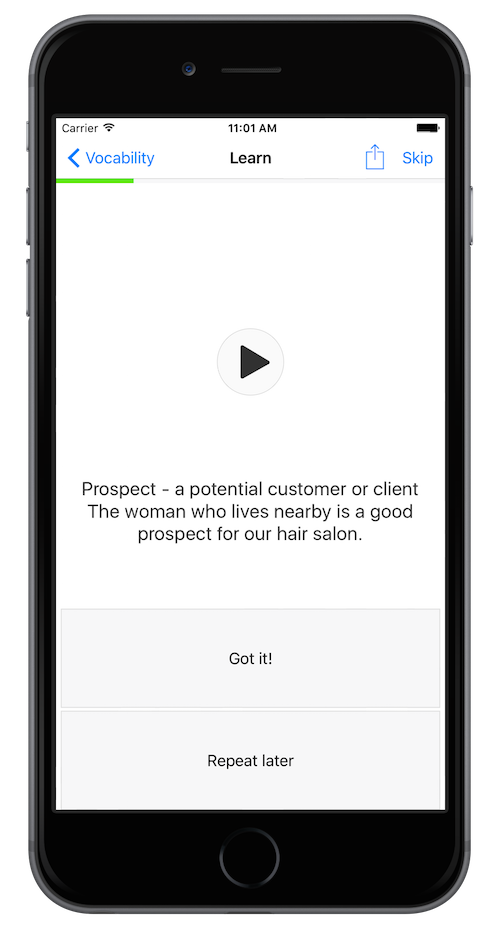 Carrier 11:01 AM
Vocability Learn Skip
Prospect - a potential customer or client
The woman who lives nearby is a good
prospect for our hair salon.
Got it!
Repeat later